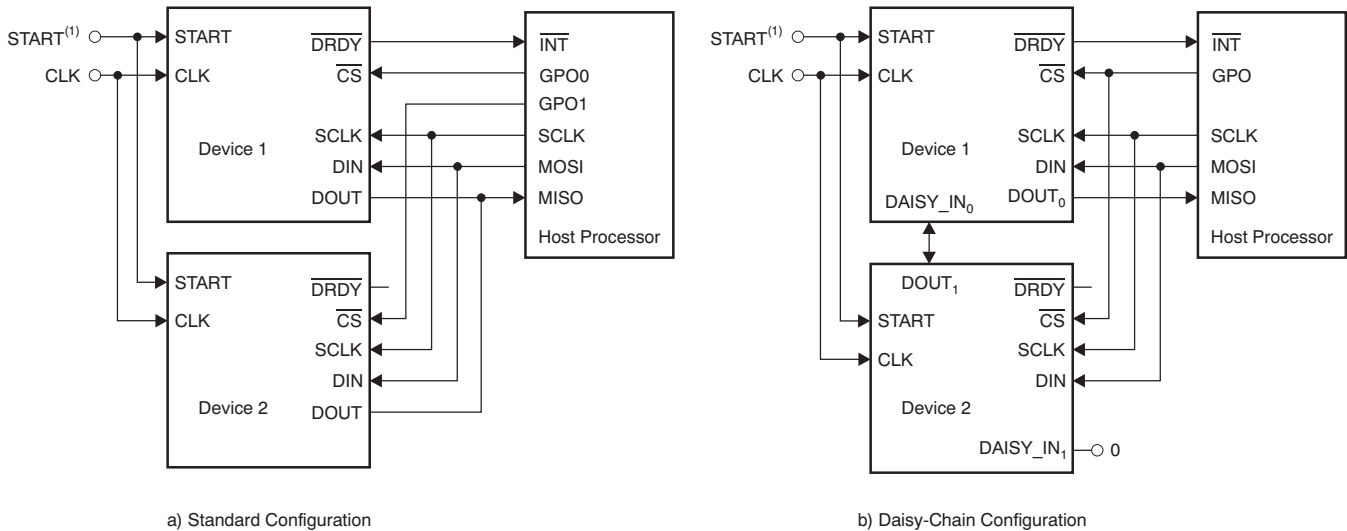 START(1)
CLK
START
CLK
DRDY
CS
SCLK
DIN
DOUT
Device 1
INT
GPO0
GPO1
SCLK
MOSI
MISO
Host Processor
START
CLK
DRDY
CS
SCLK
DIN
DOUT
Device 2
a) Standard Configuration
START(1)
CLK
START
CLK
DRDY
CS
SCLK
DIN
DOUT0
Device 1
DAISY_IN0
INT
GPO
SCLK
MOSI
MISO
Host Processor
DOUT1
START
CLK
DRDY
CS
SCLK
DIN
Device 2
DAISY_IN1
0
b) Daisy-Chain Configuration